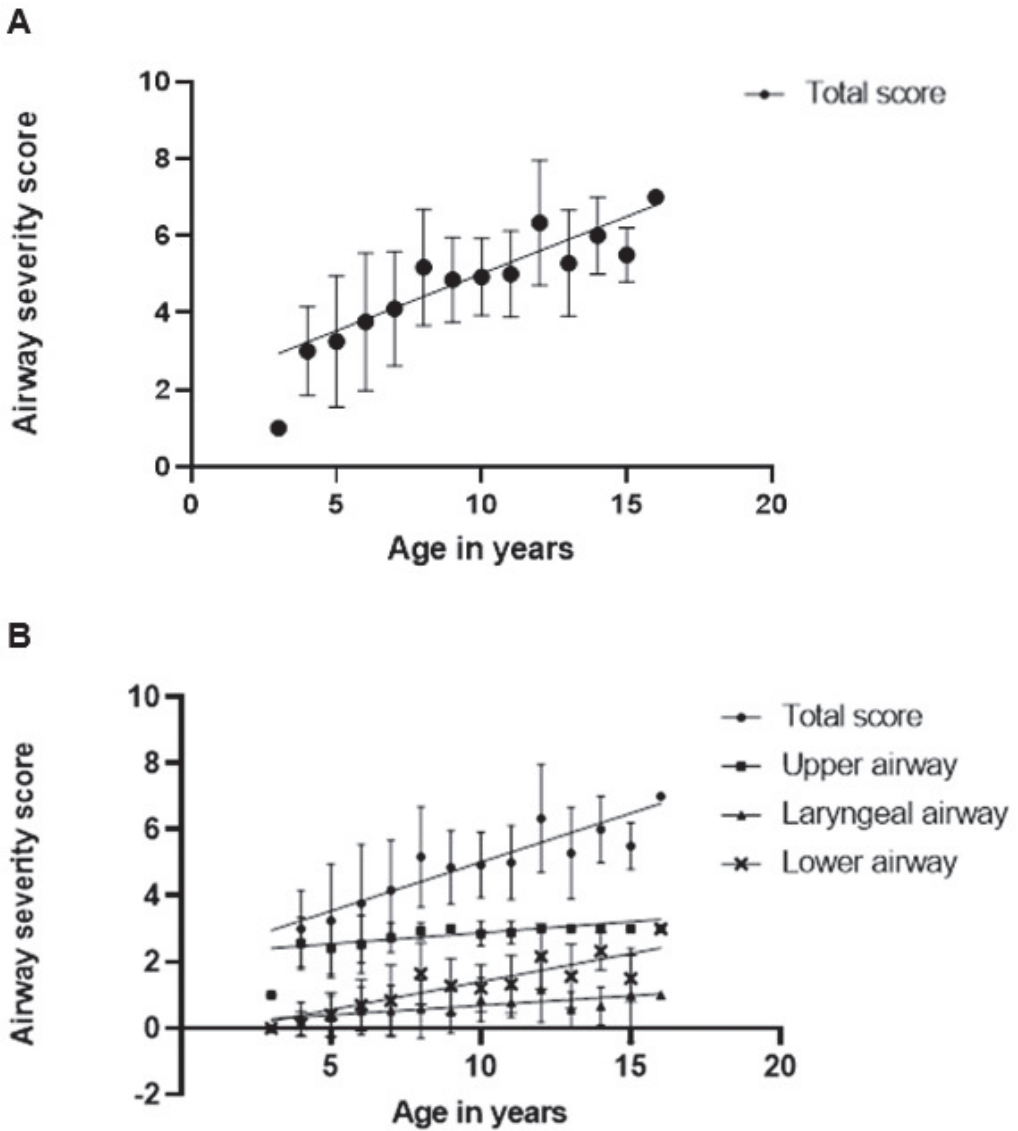 A
Airway severity score
10
8
6
4
2
0
0 5 10 15 20
Age in years
Total score
B
Airway severity score
10
8
6
4
2
0
-2
5 10 15 20
Age in years
Total score
Upper airway
Laryngeal airway
Lower airway